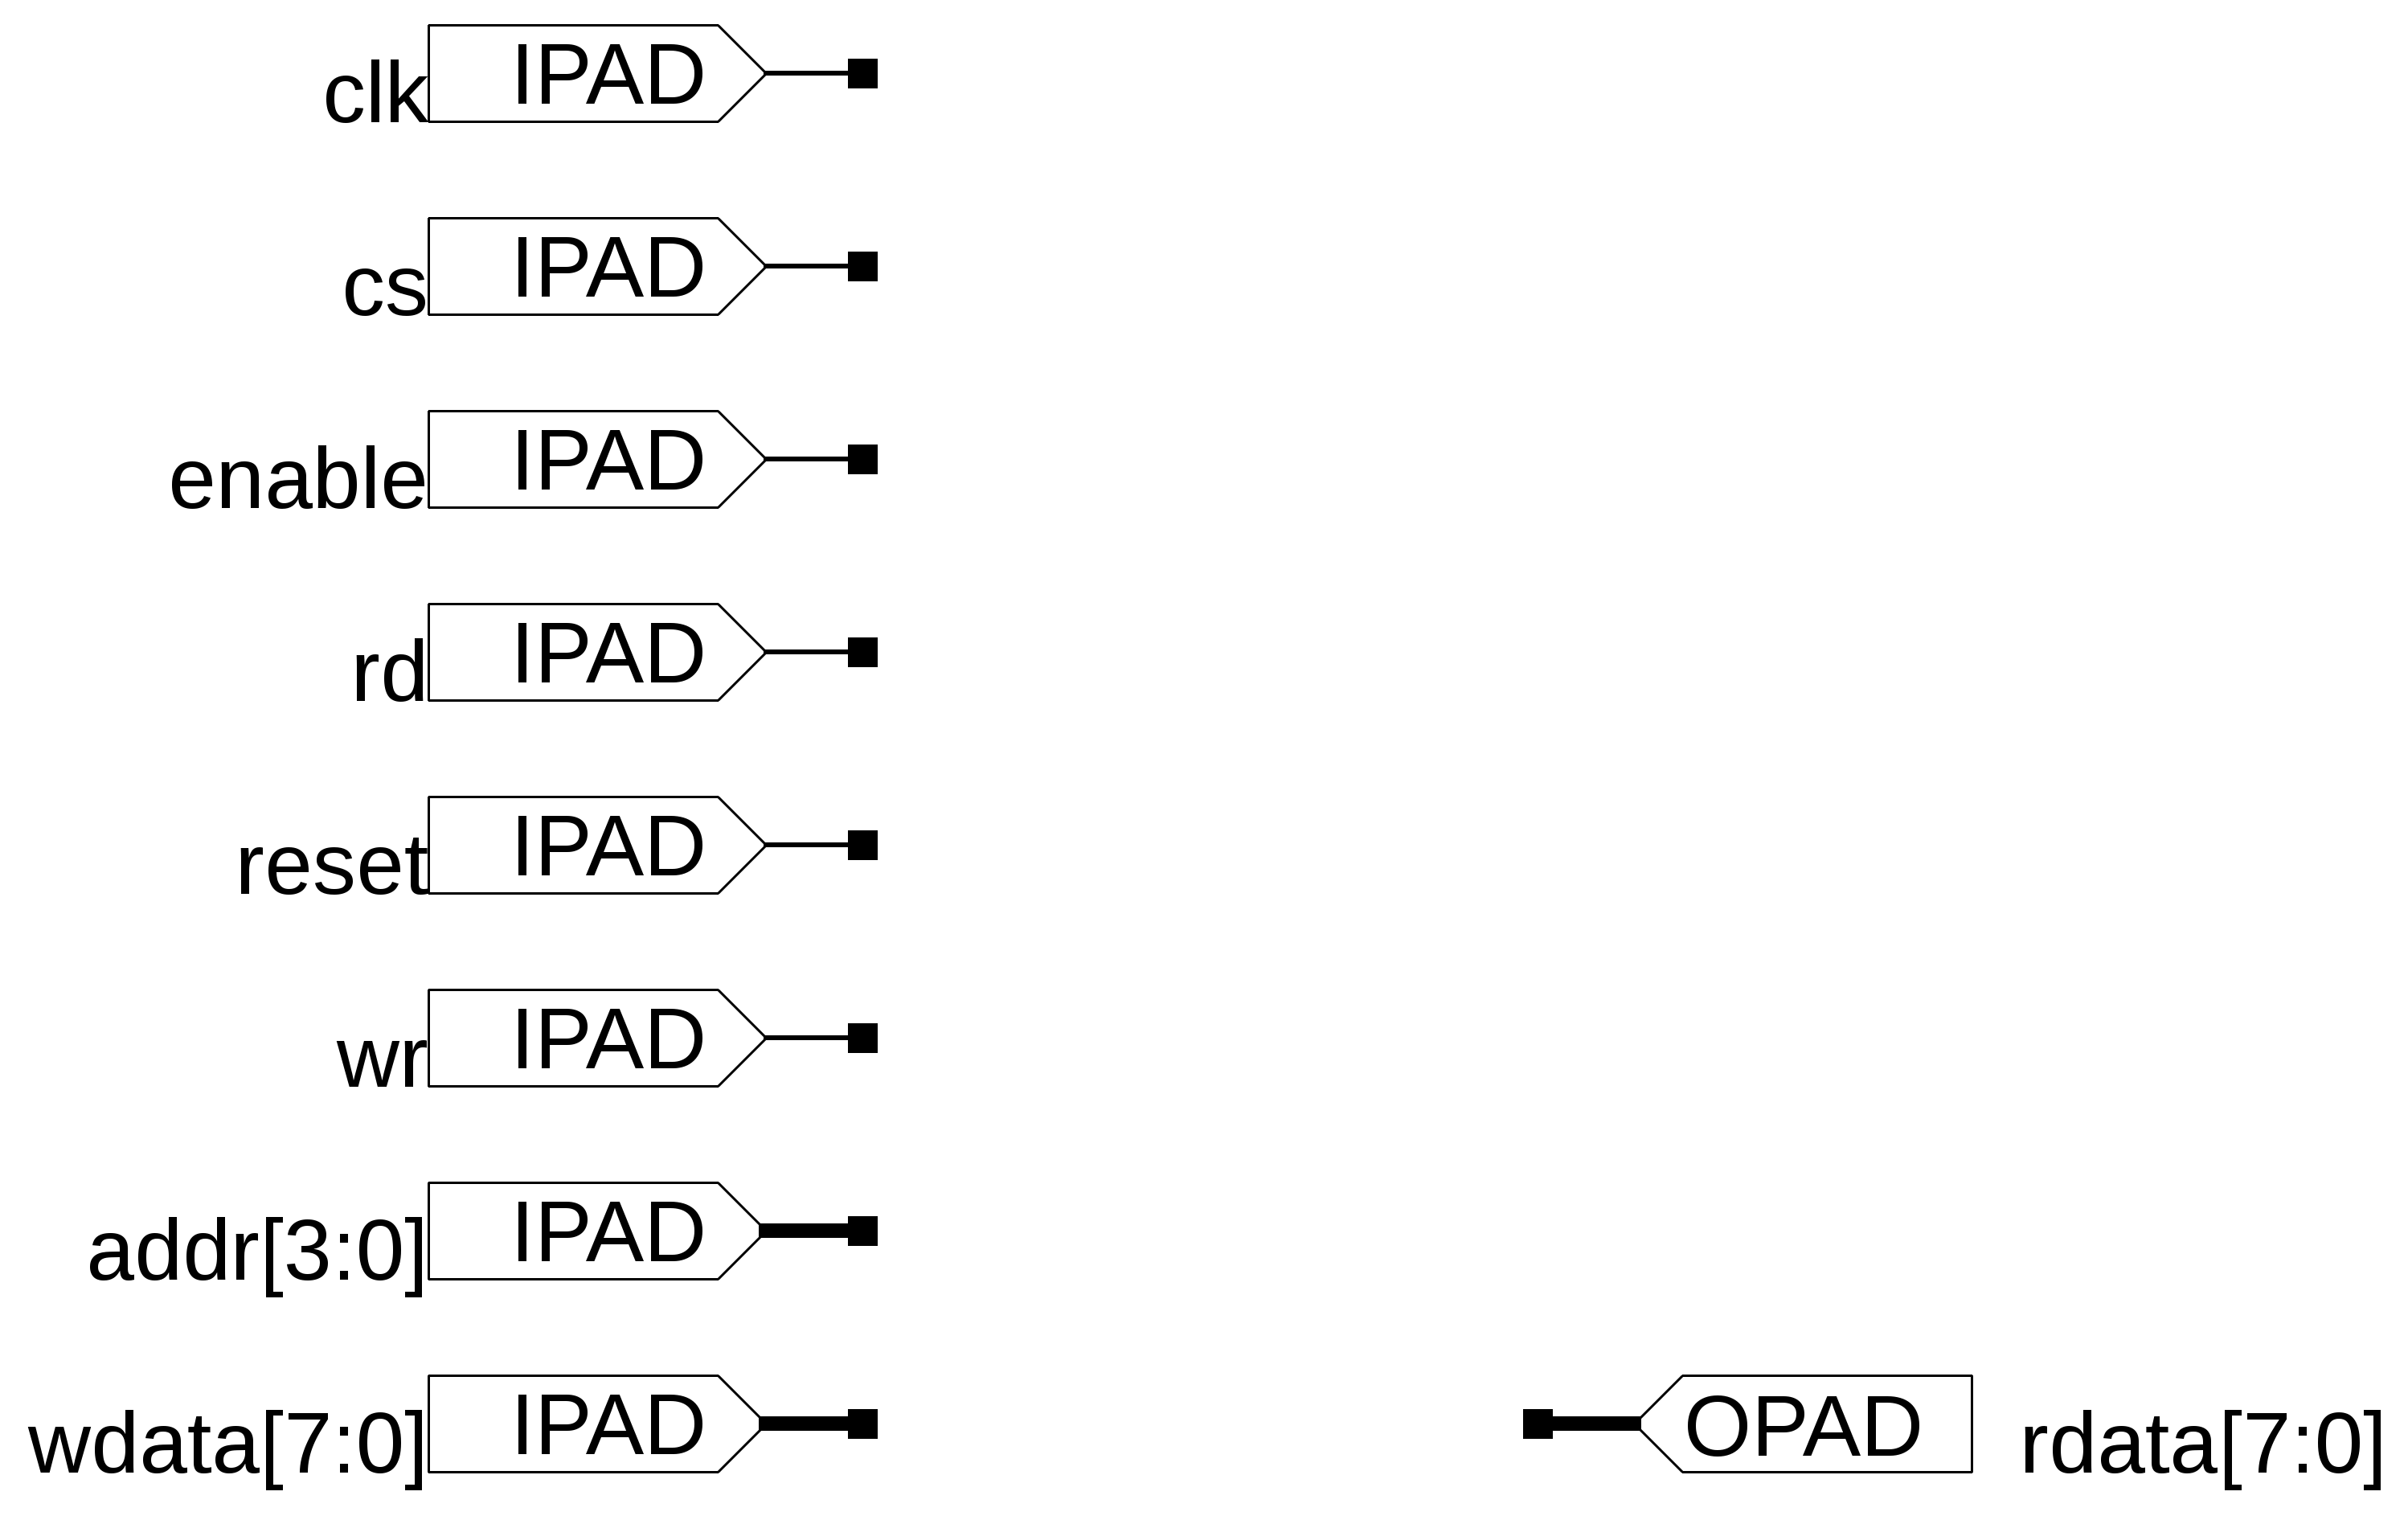 clk IPAD
cs IPAD
enable IPAD
rd IPAD
reset IPAD
wr IPAD
addr[3:0] IPAD
wdata[7:0] IPAD OPAD rdata[7:0]